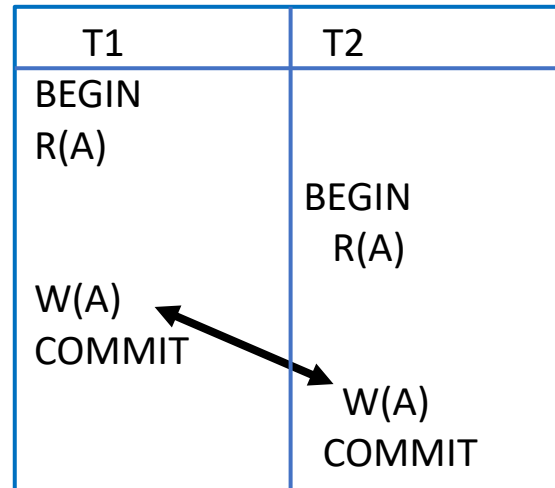 T1 T2
BEGIN
R(A)
BEGIN
R(A)
W(A)
COMMIT
W(A)
COMMIT